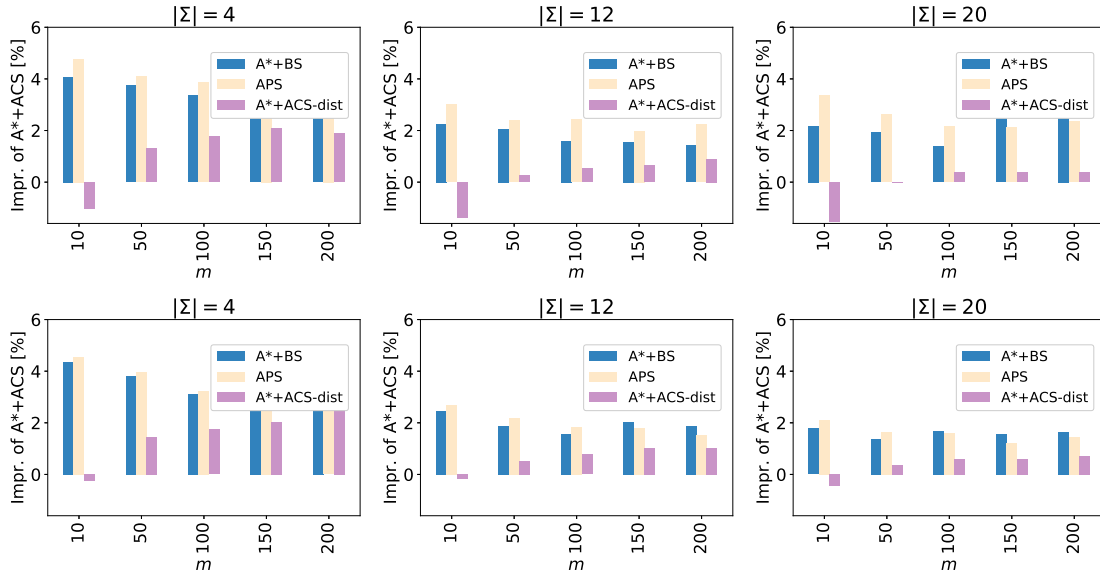 |Σ| = 4
Impr. of A*+ACS [%]
6
4
2
0
A*+BS
APS
A*+ACS-dist
10
50
100
150
200
m
|Σ| = 12
Impr. of A*+ACS [%]
6
4
2
0
A*+BS
APS
A*+ACS-dist
10
50
100
150
200
m
|Σ| = 20
Impr. of A*+ACS [%]
6
4
2
0
A*+BS
APS
A*+ACS-dist
10
50
100
150
200
m
|Σ| = 4
Impr. of A*+ACS [%]
6
4
2
0
A*+BS
APS
A*+ACS-dist
10
50
100
150
200
m
|Σ| = 12
Impr. of A*+ACS [%]
6
4
2
0
A*+BS
APS
A*+ACS-dist
10
50
100
150
200
m
|Σ| = 20
Impr. of A*+ACS [%]
6
4
2
0
A*+BS
APS
A*+ACS-dist
10
50
100
150
200
m